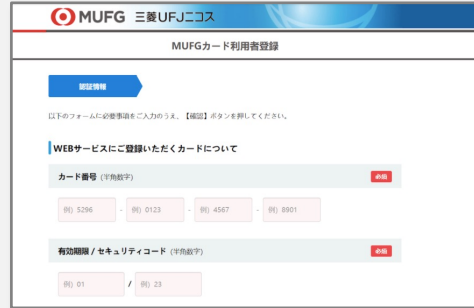 MUFG 三菱UFJニコス
MUFGカード利用者登録
認証情報
以下のフォームに必要事項をご入力のうえ、【確認】ボタンを押してください。
WEBサービスにご登録いただくカードについて
カード番号 (半角数字) 必須
例) 5296 - 例) 0123 - 例) 4567 - 例) 8901
有効期限 / セキュリティコード (半角数字) 必須
例) 01 / 例) 23